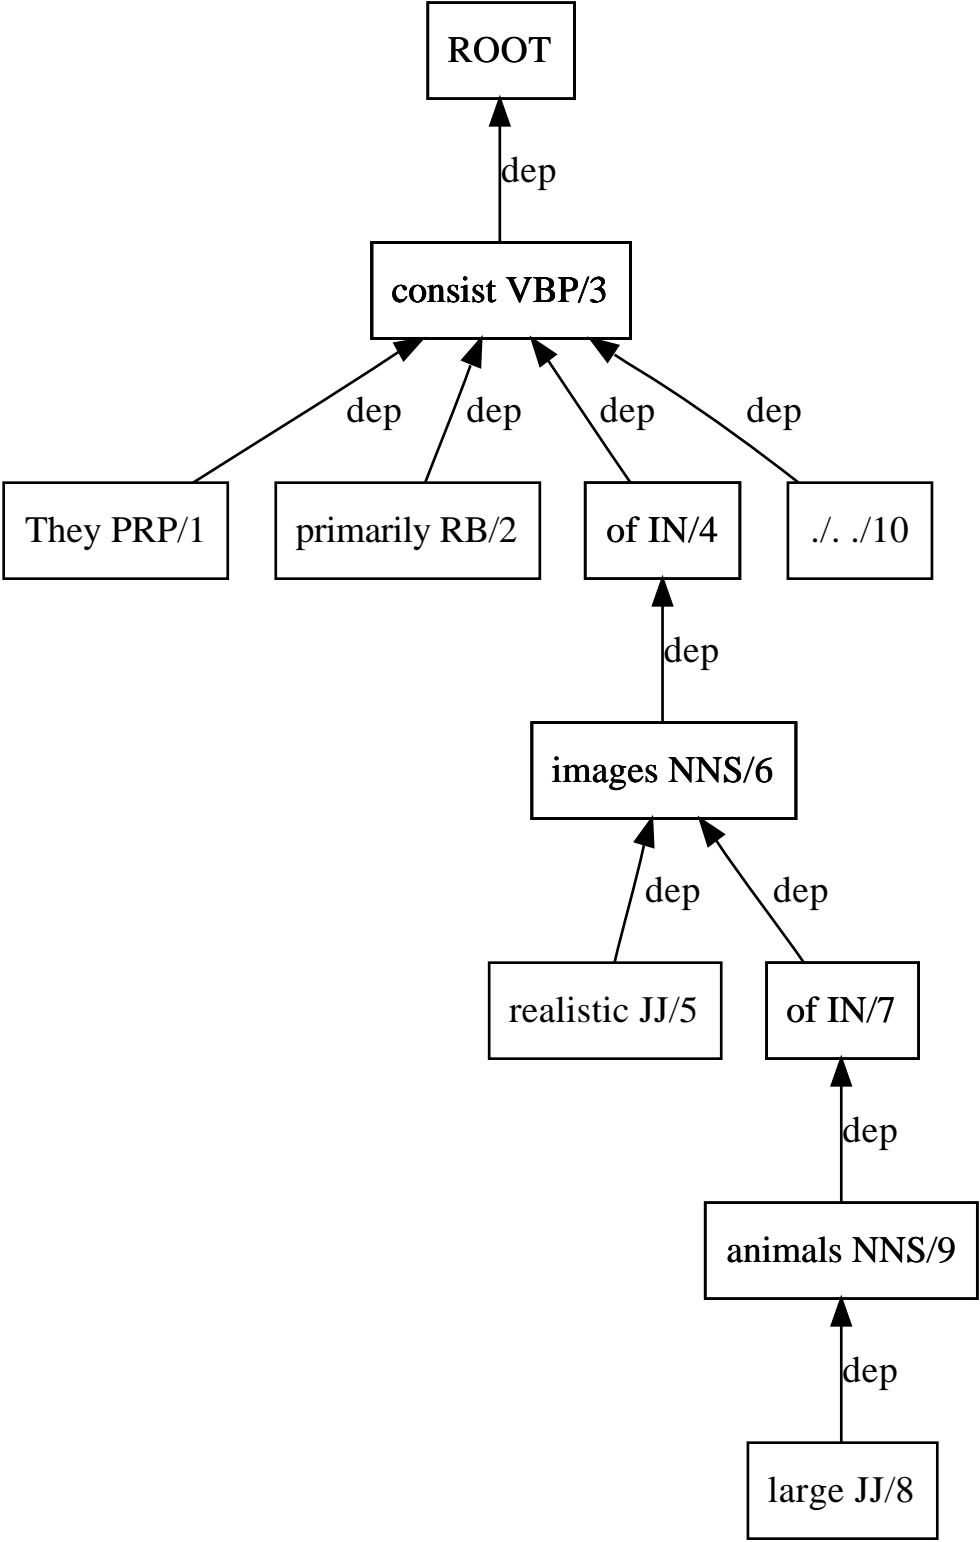 ROOT
dep
consist VBP/3
dep dep dep dep
They PRP/1 primarily RB/2 of IN/4 ./. ./10
dep
images NNS/6
dep dep
realistic JJ/5 of IN/7
dep
animals NNS/9
dep
large JJ/8